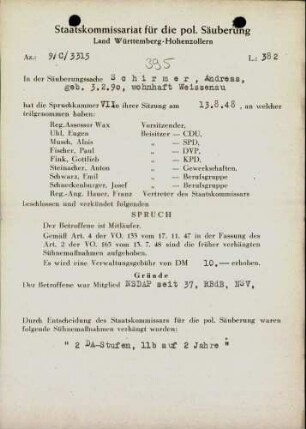 Staatskommissariat für die pol. Säuberung
Land Württemberg-Hohenzollern
Az.: 9/C/3315
395
L.: 382
In der Säuberungssache Schirmer, Andreas,
geb. 3.2.90, wohnhaft Weissenau
hat die Spruchkammer VII in ihrer Sitzung am 13.8.48, an welcher
teilgenommen haben:
Reg.Assessor Wax Vorsitzender,
Uhl, Eugen Beisitzer — CDU,
Musch, Alois „ — SPD,
Fischer, Paul „ — DVP,
Fink, Gottlieb „ — KPD,
Steinacher, Anton „ — Gewerkschaften,
Schwarz, Emil „ — Berufsgruppe
Scharckenburger, Josef „ — Berufsgruppe
Reg.-Ang. Hauer, Franz Vertreter des Staatskommissars
beschlossen und verkündet folgenden
SPRUCH
Der Betroffene ist Mitläufer.
Gemäß Art. 4 der VO 133 vom 17. 11. 47 in der Fassung des
Art. 2 der VO. 165 vom 13. 7. 48 sind die früher verhängten
Sühnemaßnahmen aufgehoben.
Es wird eine Verwaltungsgebühr von DM 10.— erhoben.
Gründe
Der Betroffene war Mitglied NSDAP seit 37, RBdB, NSV,
Durch Entscheidung des Staatskommissars für die pol. Säuberung waren
folgende Sühnemaßnahmen verhängt worden:
" 2 DA-Stufen, 11b auf 2 Jahre "